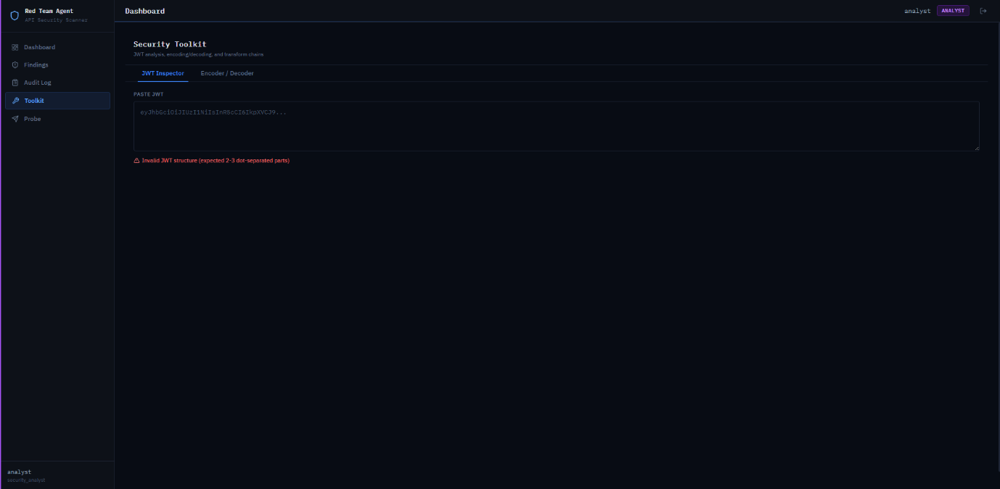 Red Team Agent
API Security Scanner
Dashboard
analyst
ANALYST
Dashboard
Findings
Audit Log
Toolkit
Probe
Security Toolkit
JWT analysis, encoding/decoding, and transform chains
JWT Inspector
Encoder / Decoder
PASTE JWT
eyJhbGciOiJIUzI1NiIsInR5cCI6IkpXVCJ9...
Invalid JWT structure (expected 2-3 dot-separated parts)
analyst
security_analyst